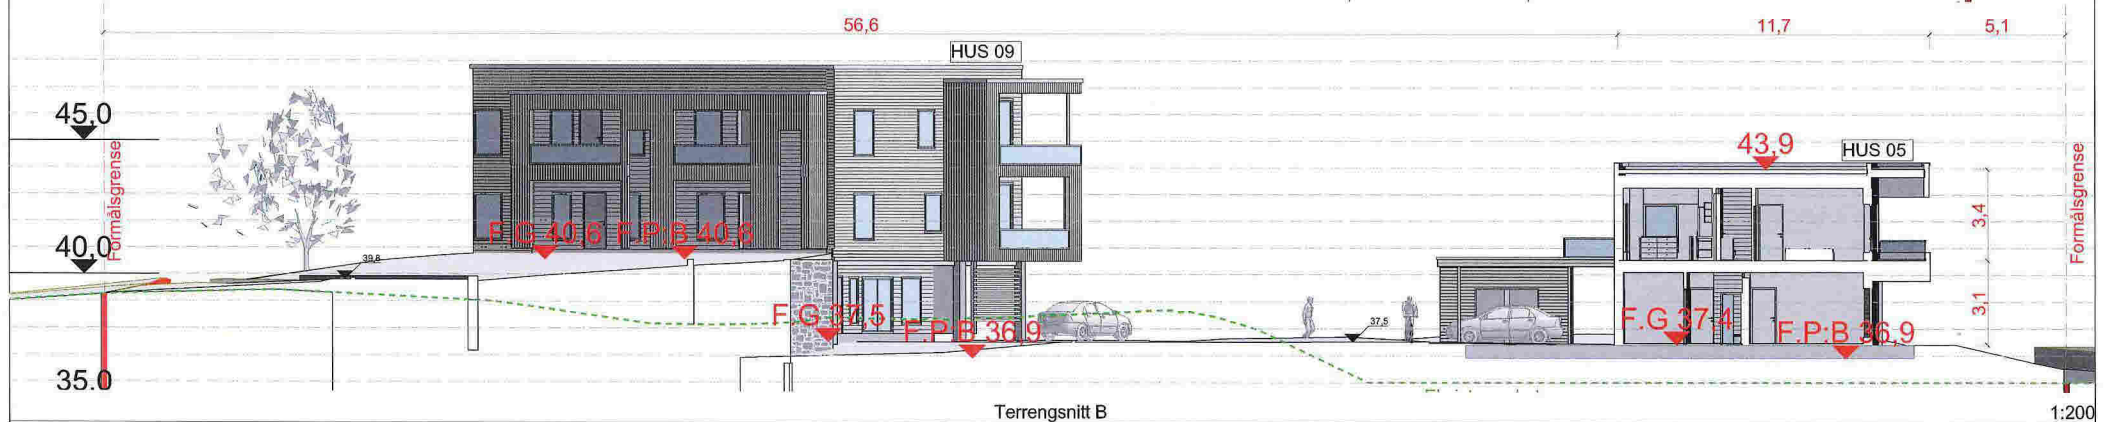 56,6
11,7
5,1
HUS 09
45,0
Formålsgrense
43,9
HUS 05
Formålsgrense
3,4
F.G 40,6
F.P:B 40,6
40,0
39,8
3,1
F.G 37,5
F.P:B 36,9
37,5
F.G 37,4
F.P:B 36,9
35.0
Terrengsnitt B
1:200